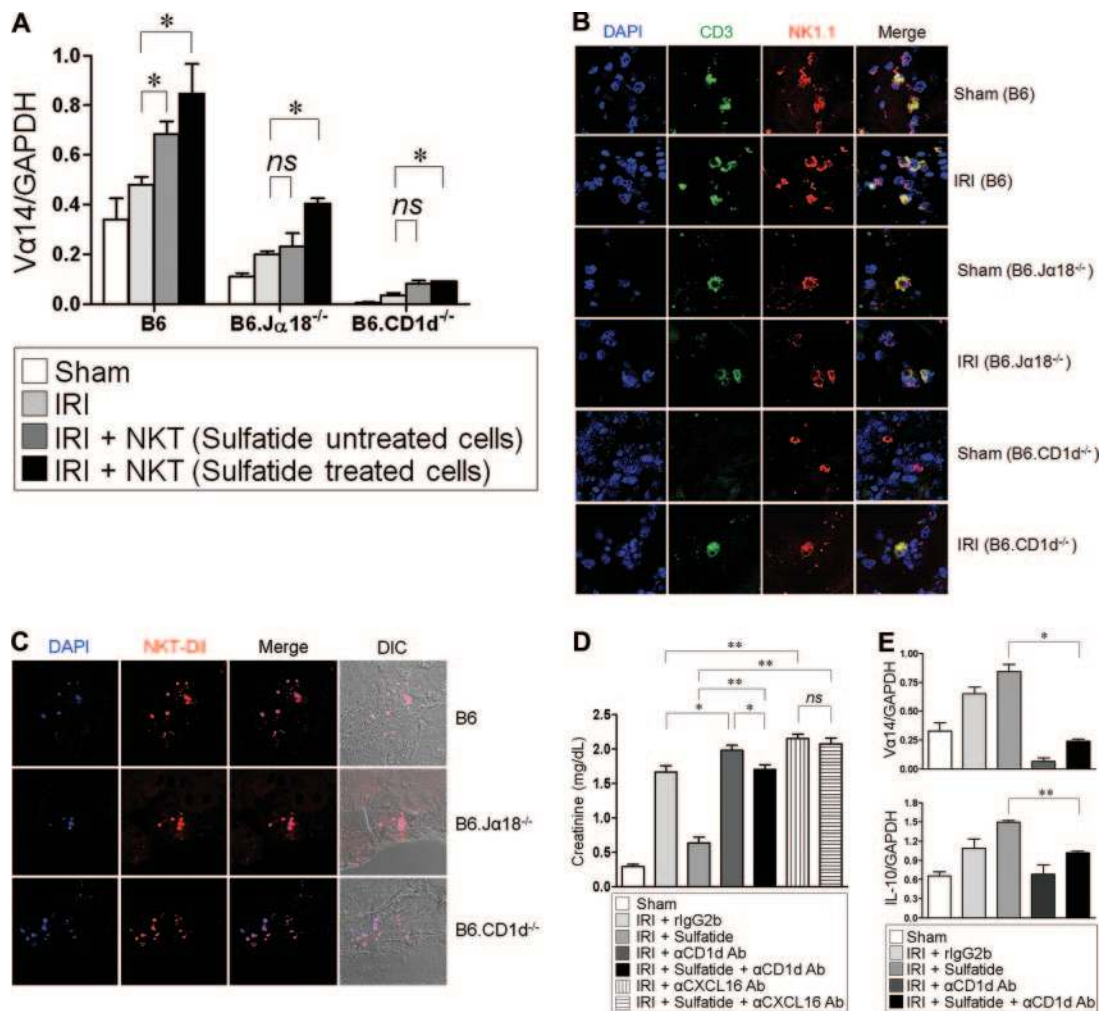 A
Vα14/GAPDH
1.0
0.8
0.6
0.4
0.2
0.0
*
*
*
ns
*
ns
B6
B6.Jα18-/-
B6.CD1d-/-
Sham
IRI
IRI + NKT (Sulfatide untreated cells)
IRI + NKT (Sulfatide treated cells)
B
DAPI CD3 NK1.1 Merge
Sham (B6)
IRI (B6)
Sham (B6.Jα18-/-)
IRI (B6.Jα18-/-)
Sham (B6.CD1d-/-)
IRI (B6.CD1d-/-)
C
DAPI NKT-DiI Merge DIC
B6
B6.Jα18-/-
B6.CD1d-/-
D
Creatinine (mg/dL)
2.5
2.0
1.5
1.0
0.5
0.0
**
**
**
*
*
ns
Sham
IRI + rIgG2b
IRI + Sulfatide
IRI + αCD1d Ab
IRI + Sulfatide + αCD1d Ab
IRI + αCXCL16 Ab
IRI + Sulfatide + αCXCL16 Ab
E
Vα14/GAPDH
1.00
0.75
0.50
0.25
0.00
*
IL-10/GAPDH
1.8
1.5
1.2
0.9
0.6
0.3
0.0
**
Sham
IRI + rIgG2b
IRI + Sulfatide
IRI + αCD1d Ab
IRI + Sulfatide + αCD1d Ab